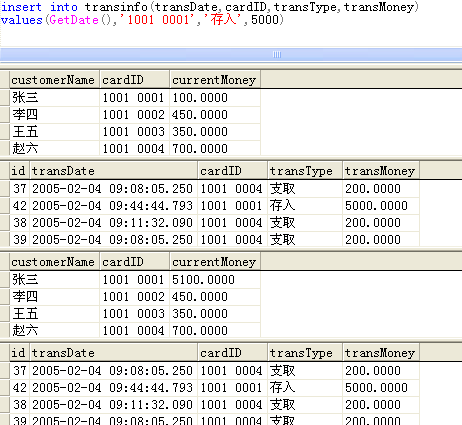 insert into transinfo(transDate,cardID,transType,transMoney)
values(GetDate(),'1001 0001','存入',5000)
customerName cardID currentMoney
张三 1001 0001 100.0000
李四 1001 0002 450.0000
王五 1001 0003 350.0000
赵六 1001 0004 700.0000
id transDate cardID transType transMoney
37 2005-02-04 09:08:05.250 1001 0004 支取 200.0000
42 2005-02-04 09:44:44.793 1001 0001 存入 5000.0000
38 2005-02-04 09:11:32.090 1001 0004 支取 200.0000
39 2005-02-04 09:08:05.250 1001 0004 支取 200.0000
customerName cardID currentMoney
张三 1001 0001 5100.0000
李四 1001 0002 450.0000
王五 1001 0003 350.0000
赵六 1001 0004 700.0000
id transDate cardID transType transMoney
37 2005-02-04 09:08:05.250 1001 0004 支取 200.0000
42 2005-02-04 09:44:44.793 1001 0001 存入 5000.0000
38 2005-02-04 09:11:32.090 1001 0004 支取 200.0000
39 2005-02-04 09:08:05.250 1001 0004 支取 200.0000